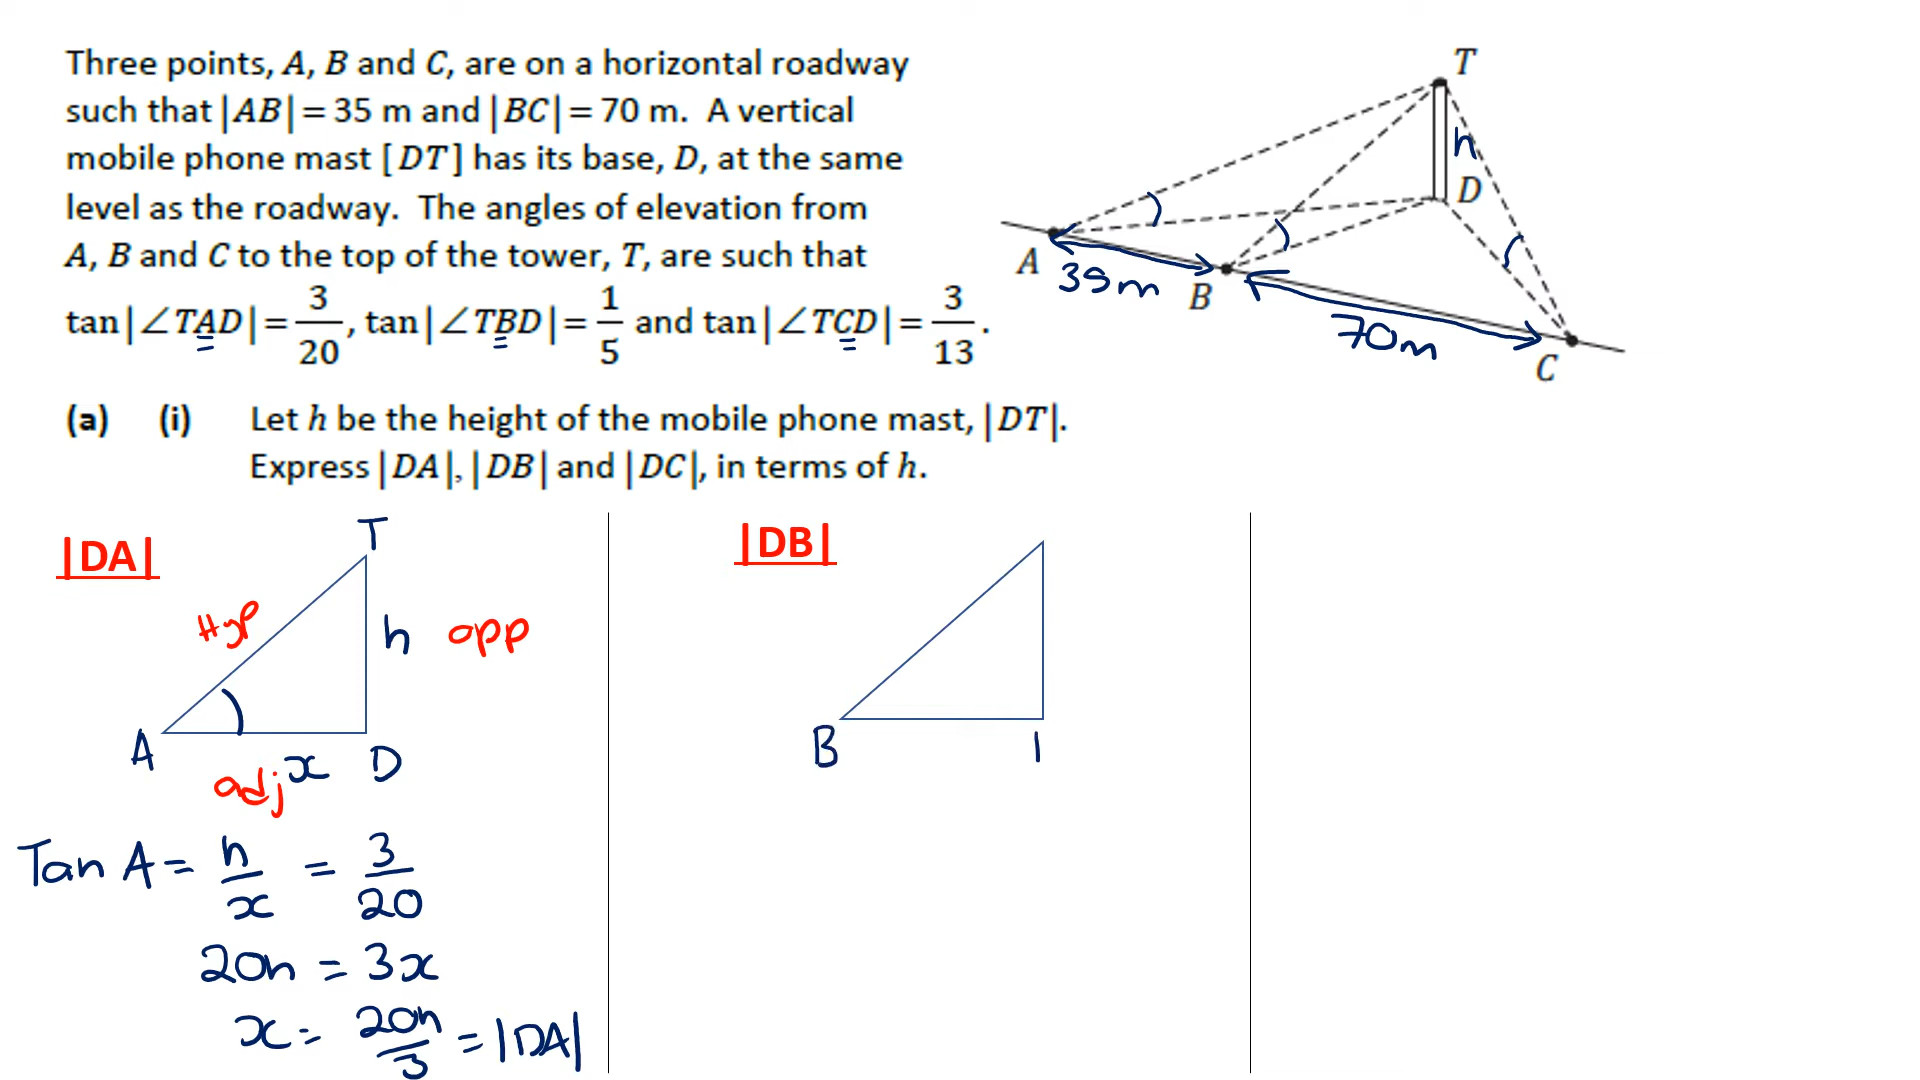 Three points, A, B and C, are on a horizontal roadway
such that |AB| = 35 m and |BC| = 70 m. A vertical
mobile phone mast [DT] has its base, D, at the same
level as the roadway. The angles of elevation from
A, B and C to the top of the tower, T, are such that
tan|∠TAD| = 3/20, tan|∠TBD| = 1/5 and tan|∠TCD| = 3/13.
T
h
D
A
35m
B
70m
C
(a) (i) Let h be the height of the mobile phone mast, |DT|.
Express |DA|, |DB| and |DC|, in terms of h.
|DA|
T
Hyp
h opp
A
adj x D
Tan A = h/x = 3/20
20h = 3x
x = 20h/3 = |DA|
|DB|
B